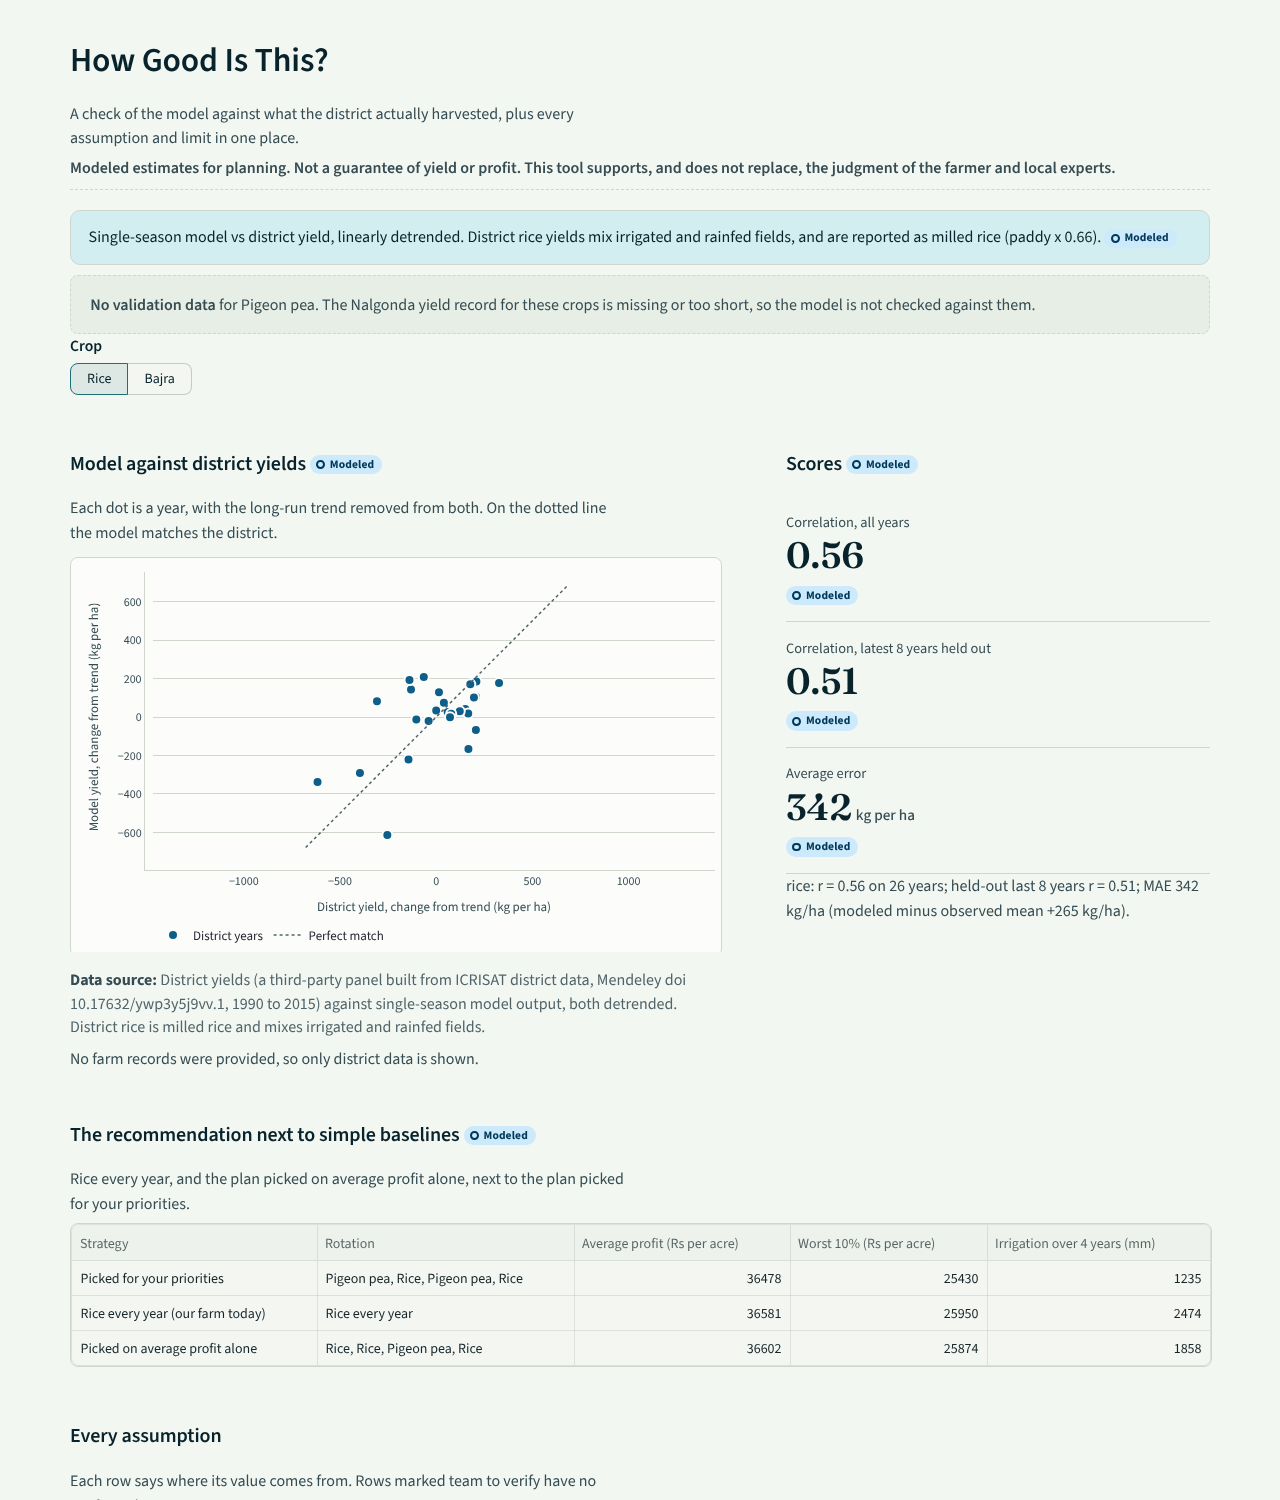 How Good Is This?
A check of the model against what the district actually harvested, plus every
assumption and limit in one place.
Modeled estimates for planning. Not a guarantee of yield or profit. This tool supports, and does not replace, the judgment of the farmer and local experts.
Single-season model vs district yield, linearly detrended. District rice yields mix irrigated and rainfed fields, and are reported as milled rice (paddy x 0.66). Modeled
No validation data for Pigeon pea. The Nalgonda yield record for these crops is missing or too short, so the model is not checked against them.
Crop
Rice Bajra
Model against district yields Modeled
Each dot is a year, with the long-run trend removed from both. On the dotted line
the model matches the district.
Model yield, change from trend (kg per ha)
600
400
200
0
−200
−400
−600
−1000 −500 0 500 1000
District yield, change from trend (kg per ha)
District years Perfect match
Data source: District yields (a third-party panel built from ICRISAT district data, Mendeley doi
10.17632/ywp3y5j9vv.1, 1990 to 2015) against single-season model output, both detrended.
District rice is milled rice and mixes irrigated and rainfed fields.
No farm records were provided, so only district data is shown.
Scores Modeled
Correlation, all years
0.56
Modeled
Correlation, latest 8 years held out
0.51
Modeled
Average error
342 kg per ha
Modeled
rice: r = 0.56 on 26 years; held-out last 8 years r = 0.51; MAE 342
kg/ha (modeled minus observed mean +265 kg/ha).
The recommendation next to simple baselines Modeled
Rice every year, and the plan picked on average profit alone, next to the plan picked
for your priorities.
Strategy Rotation Average profit (Rs per acre) Worst 10% (Rs per acre) Irrigation over 4 years (mm)
Picked for your priorities Pigeon pea, Rice, Pigeon pea, Rice 36478 25430 1235
Rice every year (our farm today) Rice every year 36581 25950 2474
Picked on average profit alone Rice, Rice, Pigeon pea, Rice 36602 25874 1858
Every assumption
Each row says where its value comes from. Rows marked team to verify have no